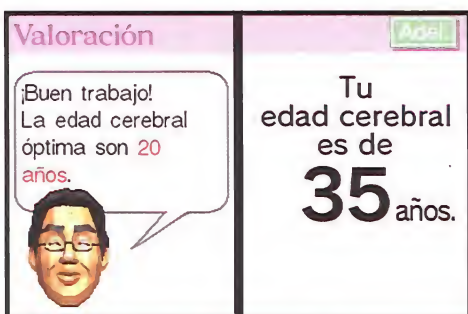 Valoración
¡Buen trabajo!
La edad cerebral
óptima son 20
años.
Adel.
Tu
edad cerebral
es de
35 años.